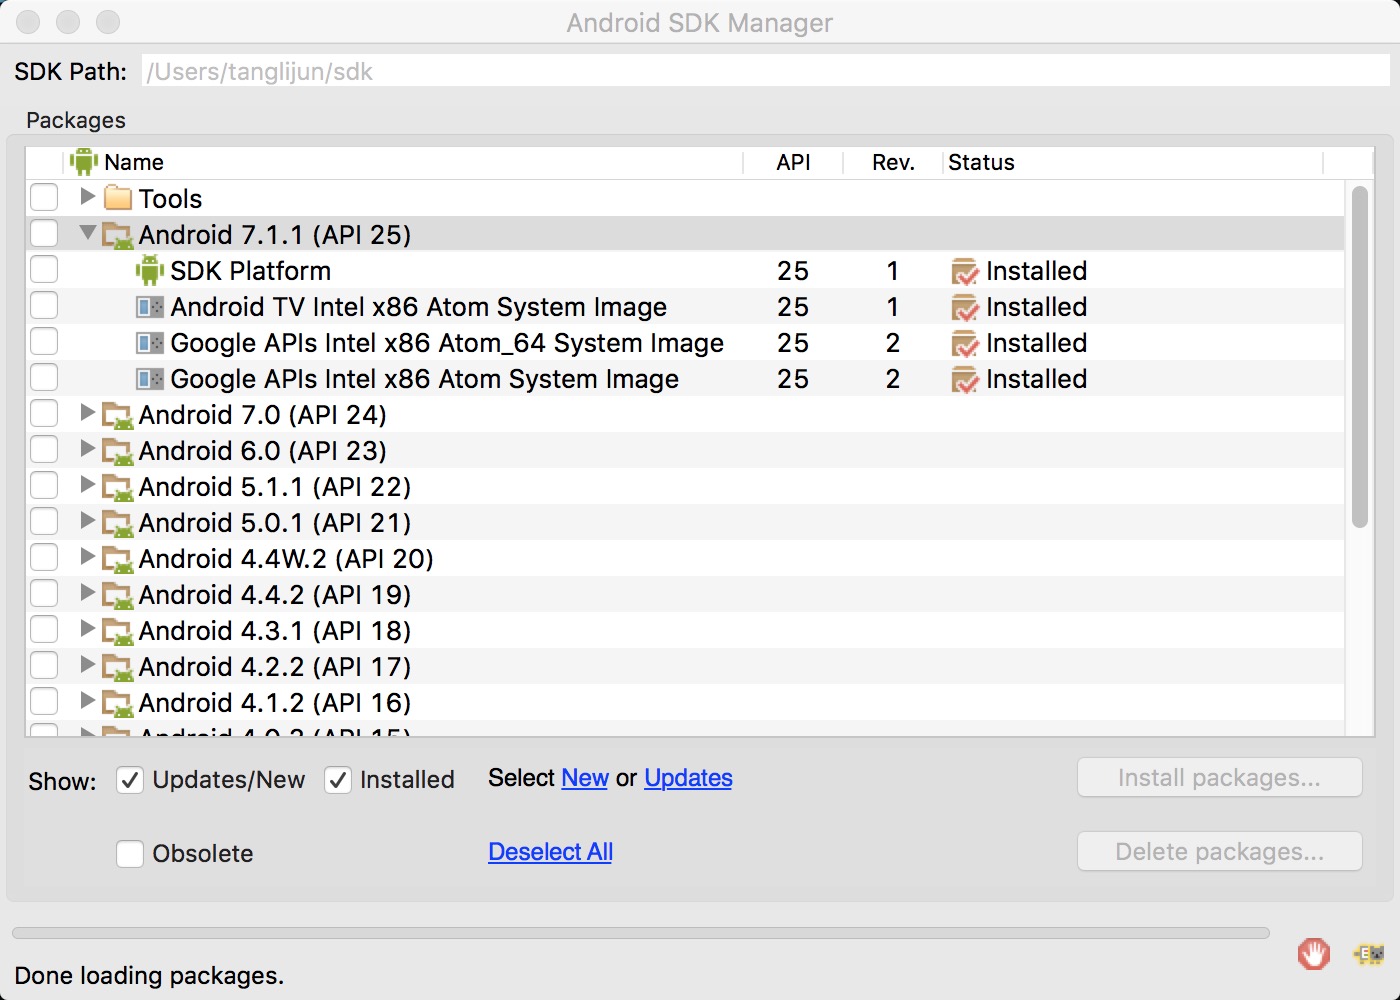 Android SDK Manager
SDK Path: /Users/tanglijun/sdk
Packages
Name API Rev. Status
Tools
Android 7.1.1 (API 25)
SDK Platform 25 1 Installed
Android TV Intel x86 Atom System Image 25 1 Installed
Google APIs Intel x86 Atom_64 System Image 25 2 Installed
Google APIs Intel x86 Atom System Image 25 2 Installed
Android 7.0 (API 24)
Android 6.0 (API 23)
Android 5.1.1 (API 22)
Android 5.0.1 (API 21)
Android 4.4W.2 (API 20)
Android 4.4.2 (API 19)
Android 4.3.1 (API 18)
Android 4.2.2 (API 17)
Android 4.1.2 (API 16)
Show: Updates/New Installed Select New or Updates Install packages...
Obsolete Deselect All Delete packages...
Done loading packages.